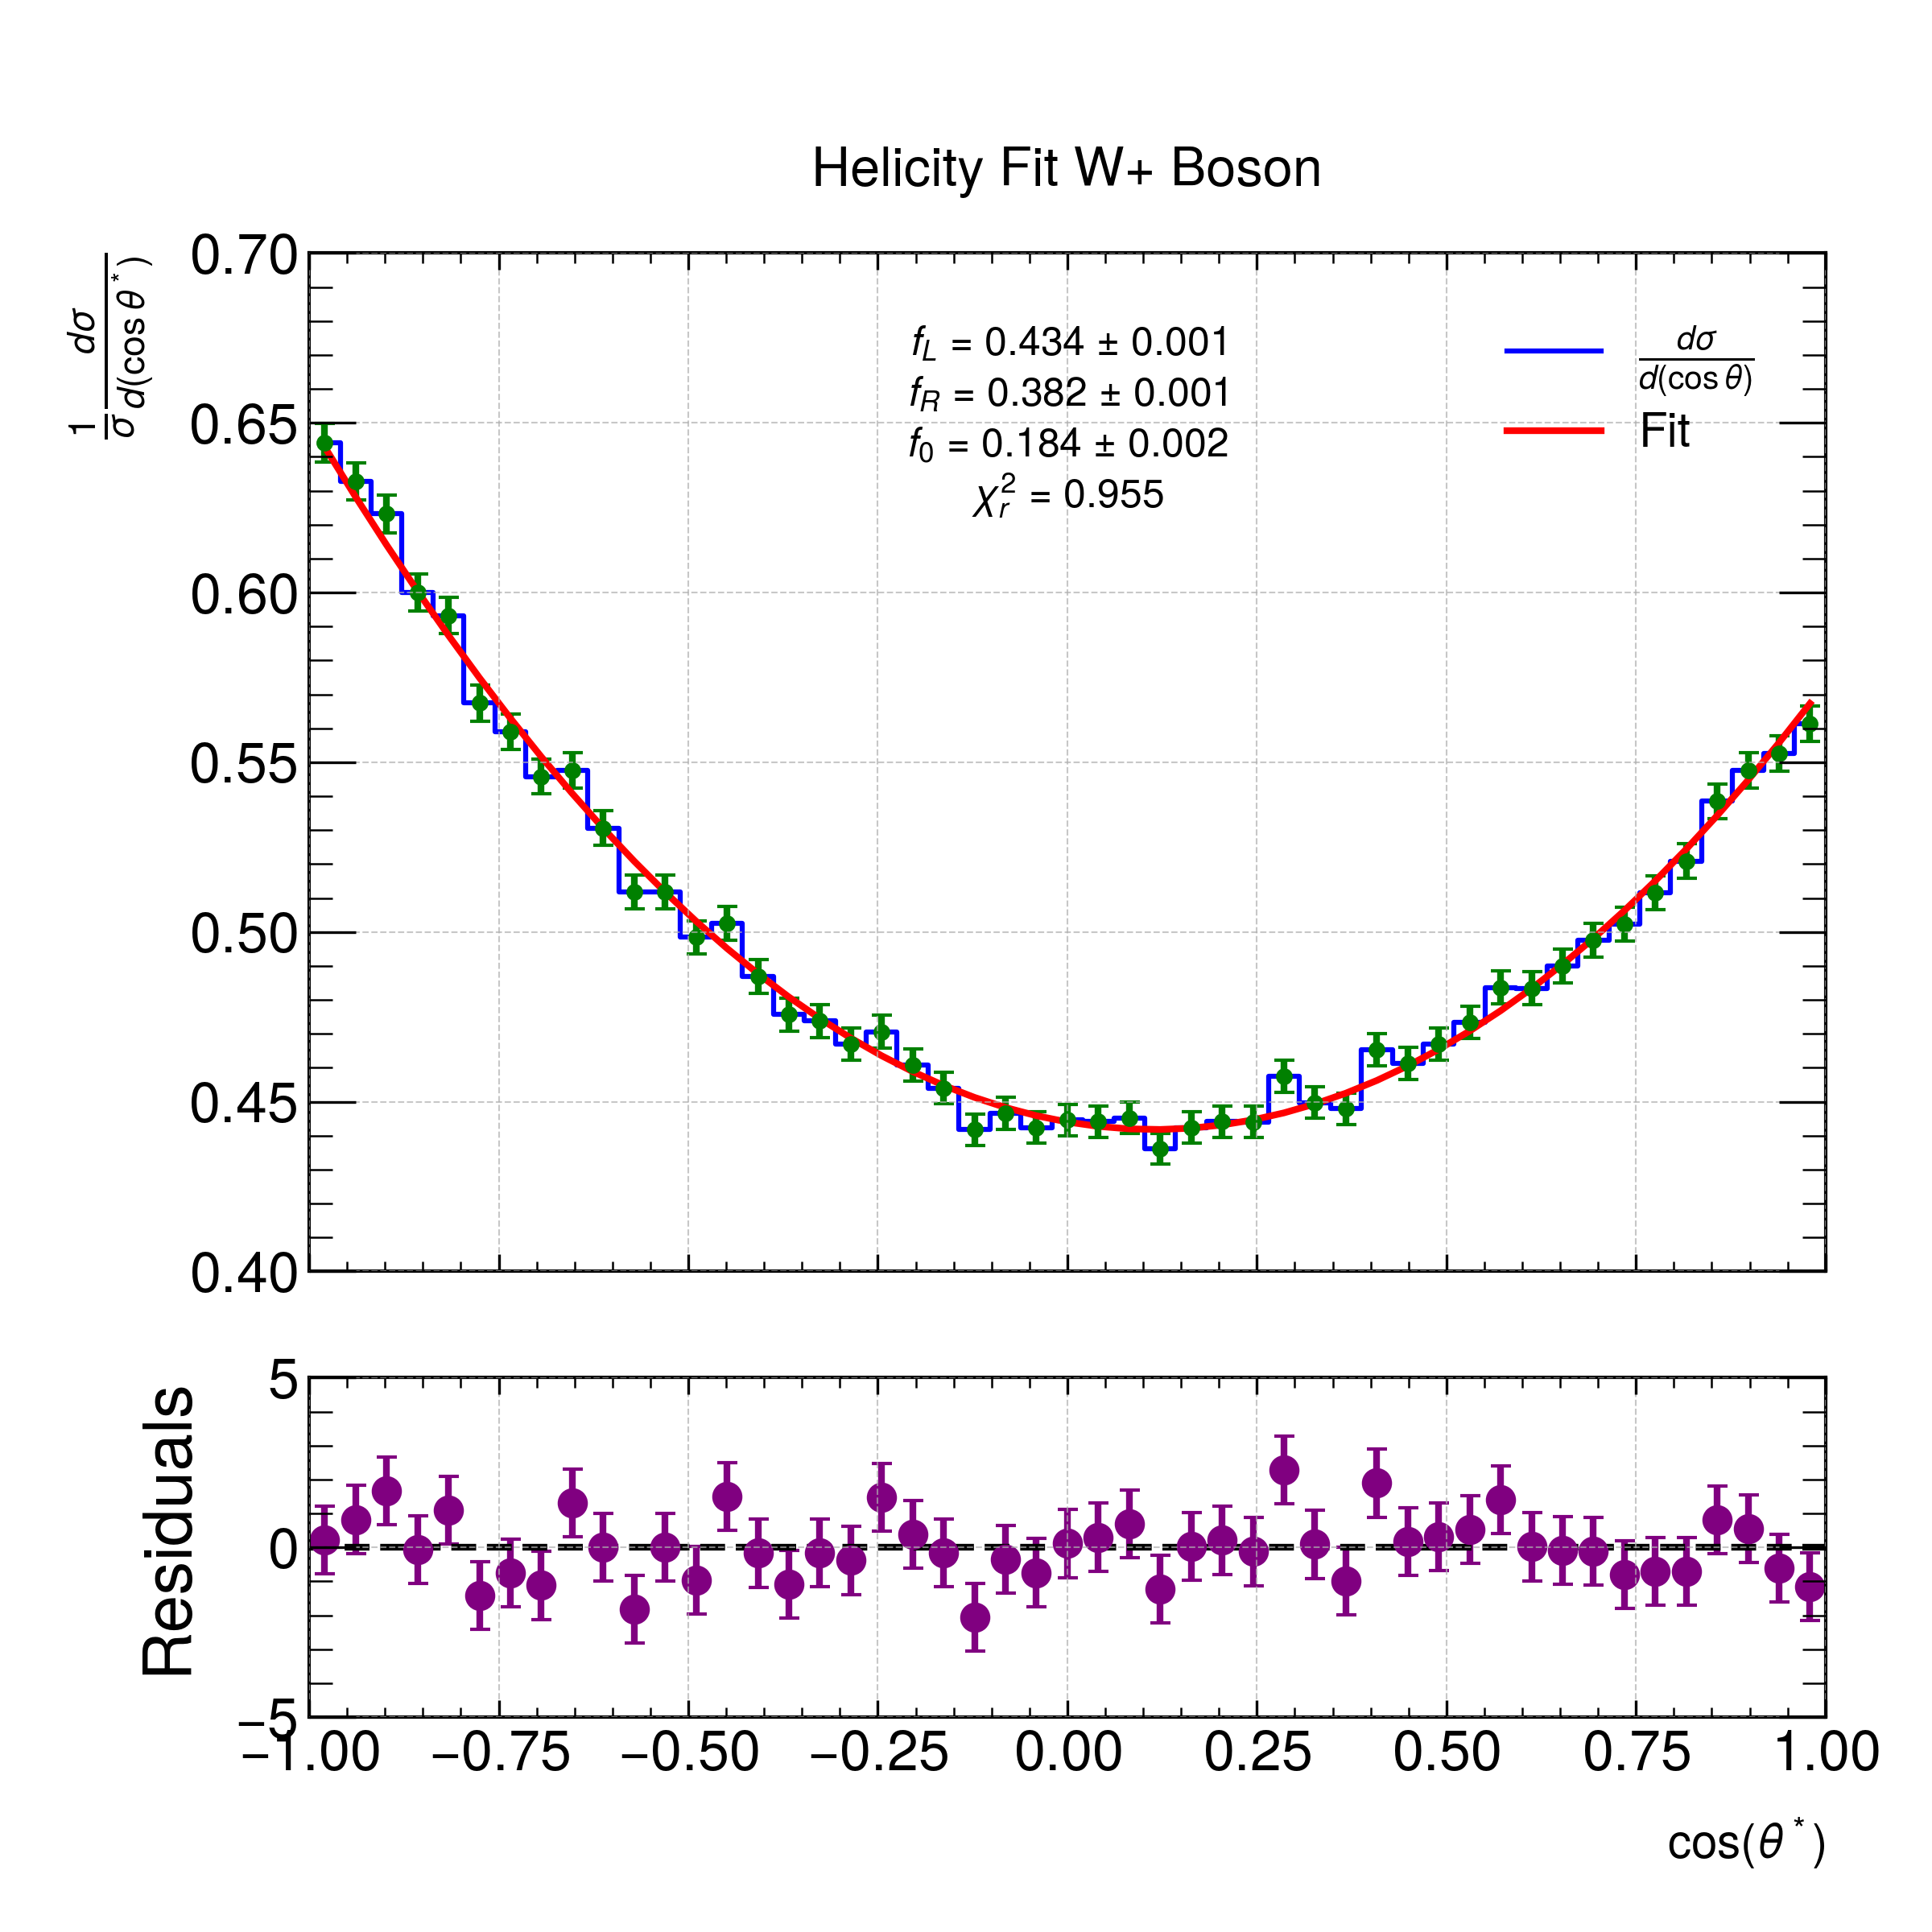 Helicity Fit W+ Boson
1/σ dσ/d(cos θ*)
0.70
0.65
0.60
0.55
0.50
0.45
0.40
f_L = 0.434 ± 0.001
f_R = 0.382 ± 0.001
f_0 = 0.184 ± 0.002
χ²_r = 0.955
dσ/d(cos θ)
Fit
Residuals
5
0
−5
−1.00 −0.75 −0.50 −0.25 0.00 0.25 0.50 0.75 1.00
cos(θ*)